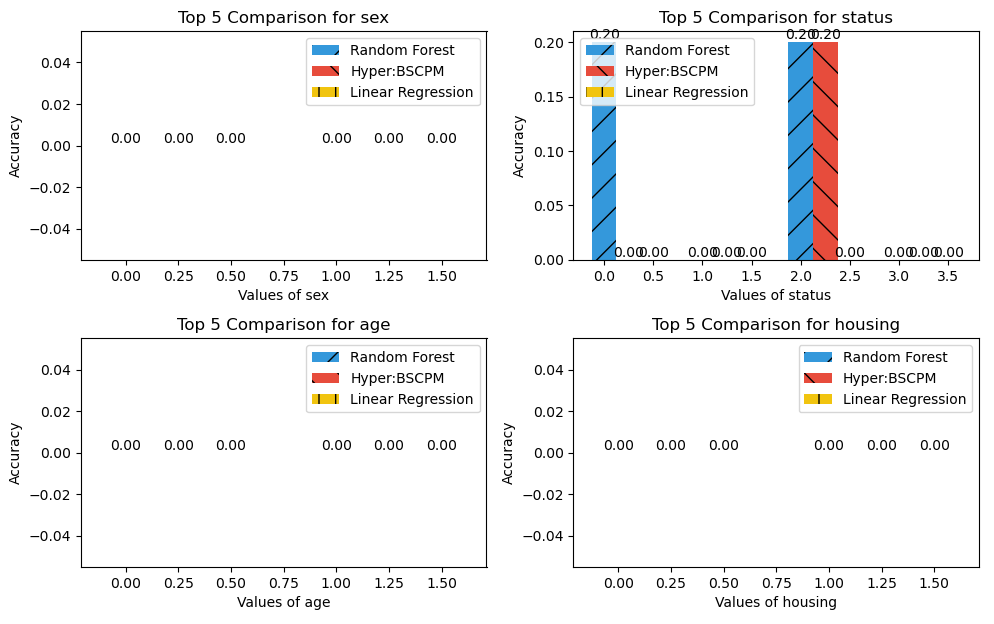 Top 5 Comparison for sex
Accuracy
0.04
0.02
0.00
−0.02
−0.04
Random Forest
Hyper:BSCPM
Linear Regression
0.00 0.00 0.00 0.00 0.00 0.00
0.00 0.25 0.50 0.75 1.00 1.25 1.50
Values of sex
Top 5 Comparison for status
Accuracy
0.20
0.15
0.10
0.05
0.00
0.20 0.20 0.20
Random Forest
Hyper:BSCPM
Linear Regression
0.00 0.00 0.00 0.00 0.00 0.00 0.00 0.00 0.00
0.0 0.5 1.0 1.5 2.0 2.5 3.0 3.5
Values of status
Top 5 Comparison for age
Accuracy
0.04
0.02
0.00
−0.02
−0.04
Random Forest
Hyper:BSCPM
Linear Regression
0.00 0.00 0.00 0.00 0.00 0.00
0.00 0.25 0.50 0.75 1.00 1.25 1.50
Values of age
Top 5 Comparison for housing
Accuracy
0.04
0.02
0.00
−0.02
−0.04
Random Forest
Hyper:BSCPM
Linear Regression
0.00 0.00 0.00 0.00 0.00 0.00
0.00 0.25 0.50 0.75 1.00 1.25 1.50
Values of housing